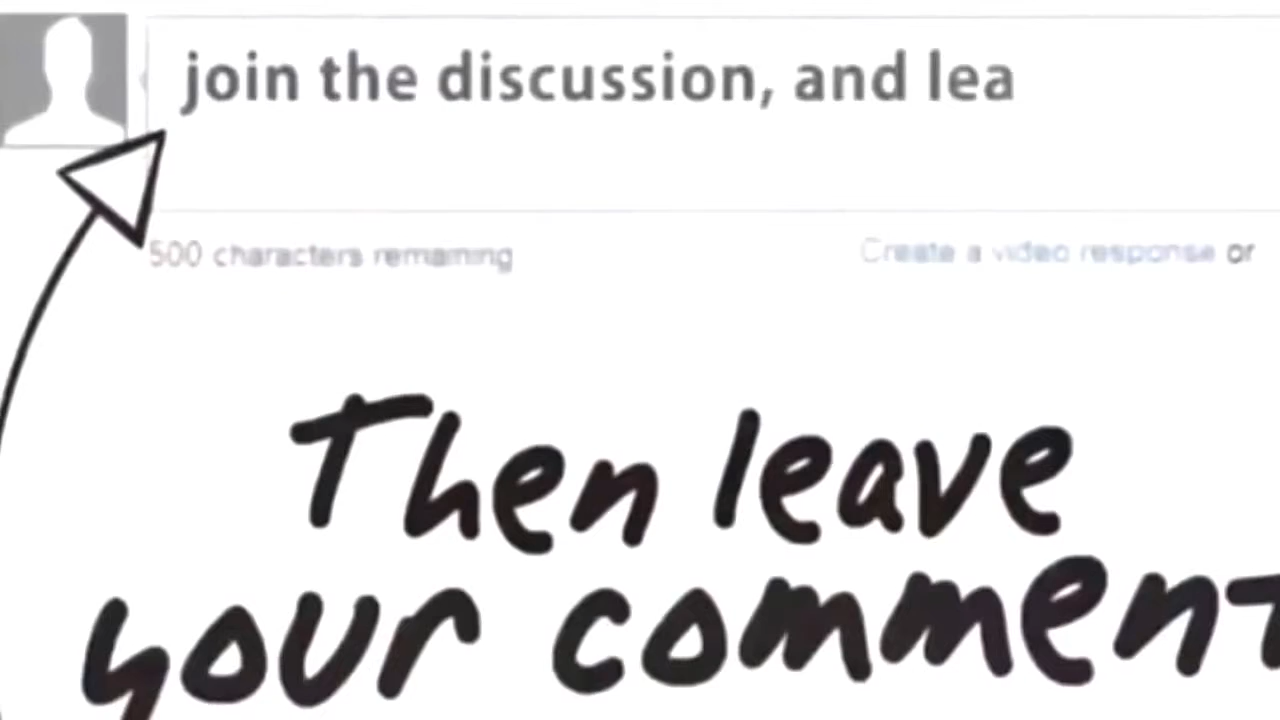 join the discussion, and lea
500 characters remaining
Create a video response or
Then leave
your comment